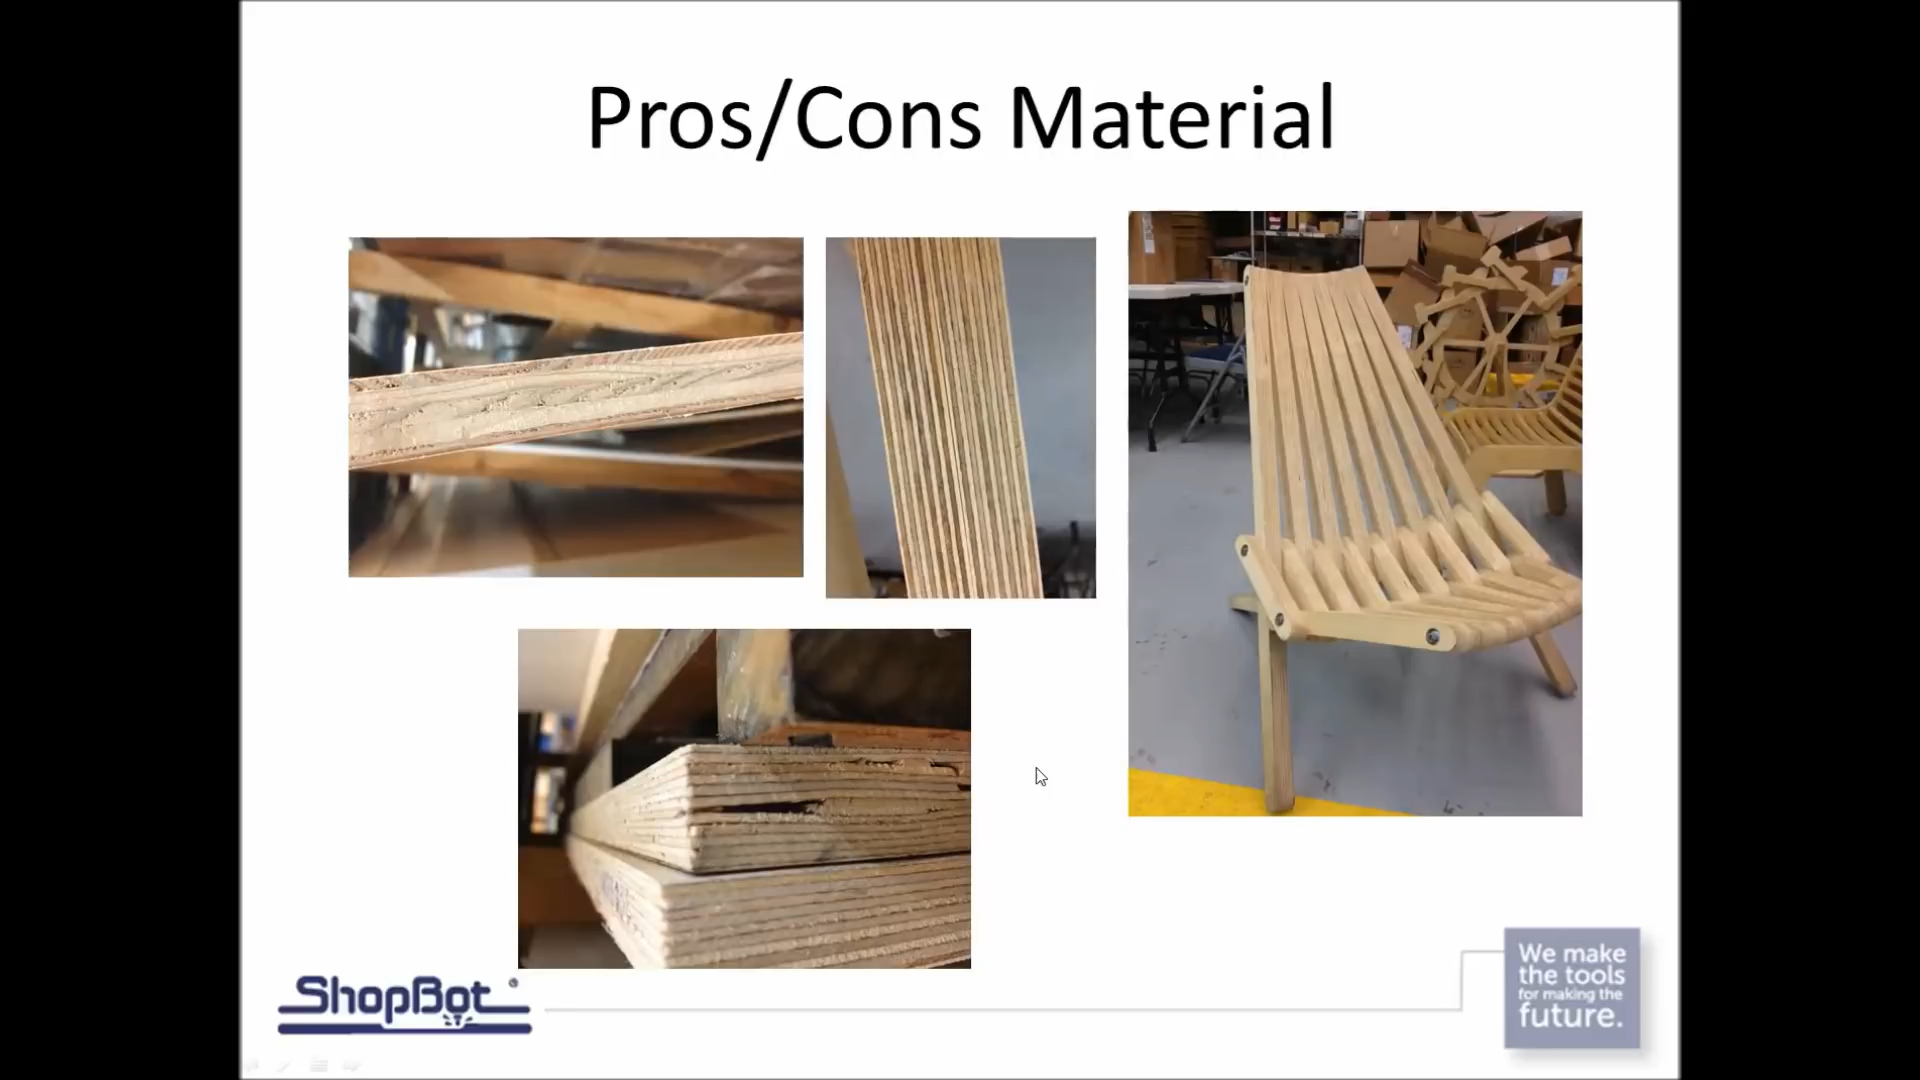 Pros/Cons Material
ShopBot
We make
the tools
for making the
future.